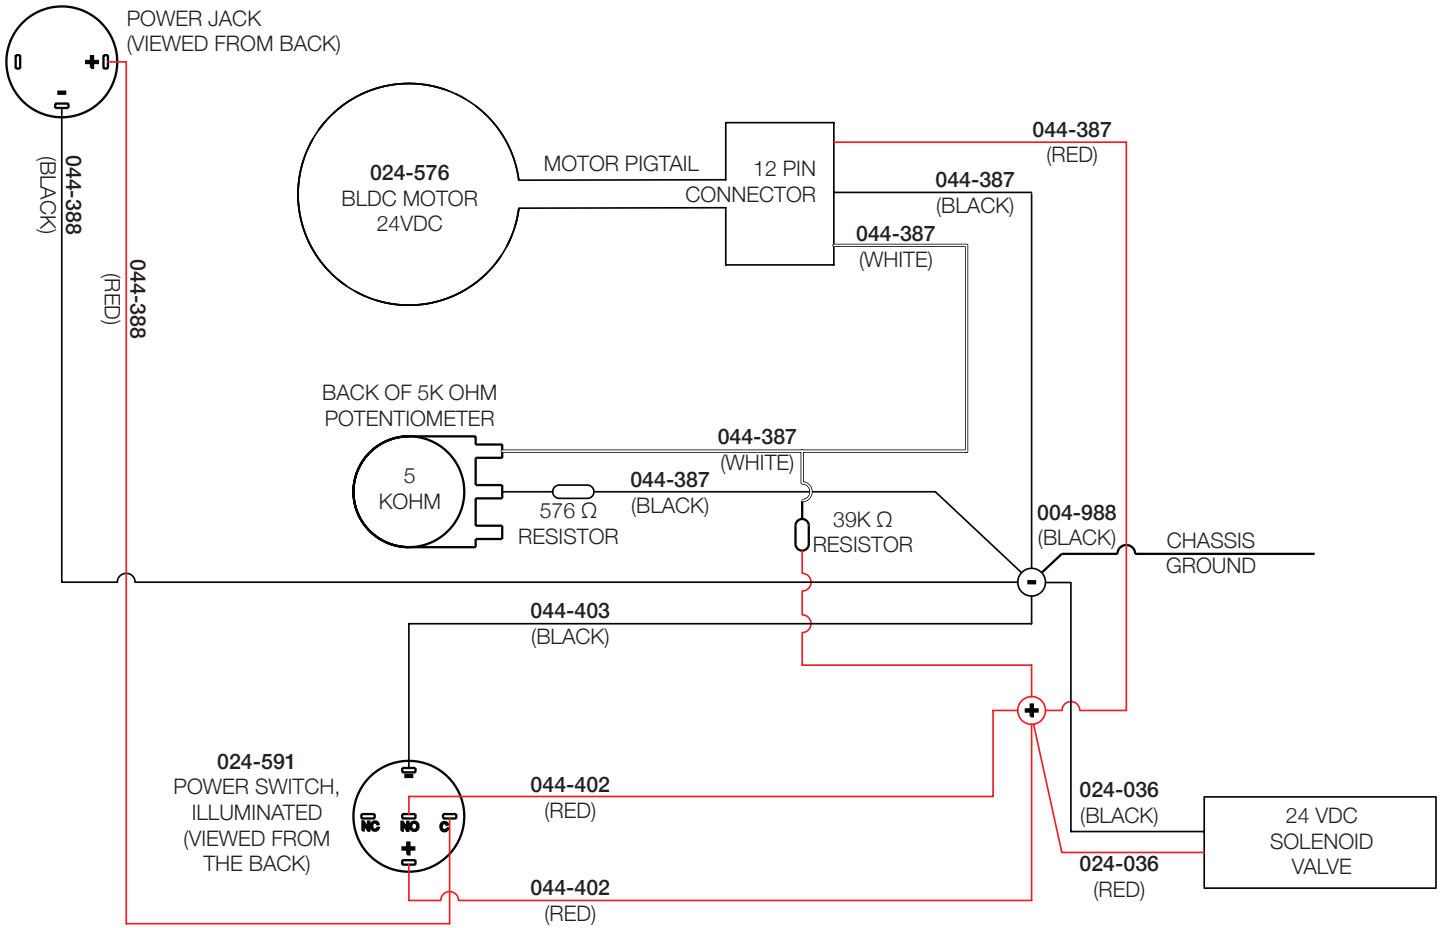 POWER JACK
(VIEWED FROM BACK)
+
-
044-388
(BLACK)
044-388
(RED)
024-576
BLDC MOTOR
24VDC
MOTOR PIGTAIL
12 PIN
CONNECTOR
044-387
(RED)
044-387
(BLACK)
044-387
(WHITE)
BACK OF 5K OHM
POTENTIOMETER
5
KOHM
044-387
(WHITE)
044-387
(BLACK)
576 Ω
RESISTOR
39K Ω
RESISTOR
004-988
(BLACK)
CHASSIS
GROUND
-
044-403
(BLACK)
+
024-591
POWER SWITCH,
ILLUMINATED
(VIEWED FROM
THE BACK)
-
NC
NO
C
+
044-402
(RED)
044-402
(RED)
024-036
(BLACK)
024-036
(RED)
24 VDC
SOLENOID
VALVE